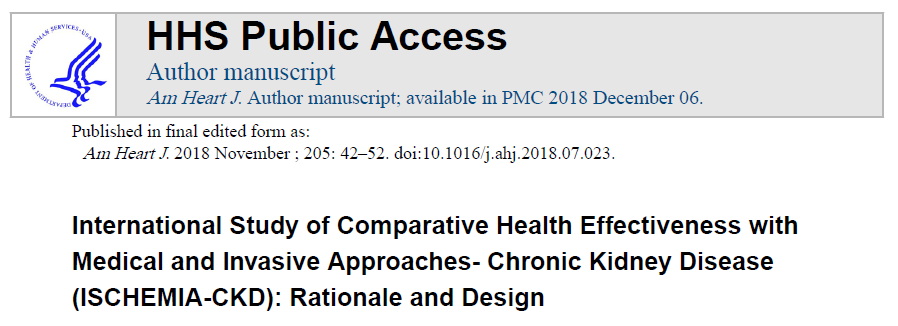 DEPARTMENT OF HEALTH & HUMAN SERVICES · USA
HHS Public Access
Author manuscript
Am Heart J. Author manuscript; available in PMC 2018 December 06.
Published in final edited form as:
Am Heart J. 2018 November ; 205: 42–52. doi:10.1016/j.ahj.2018.07.023.
International Study of Comparative Health Effectiveness with
Medical and Invasive Approaches- Chronic Kidney Disease
(ISCHEMIA-CKD): Rationale and Design